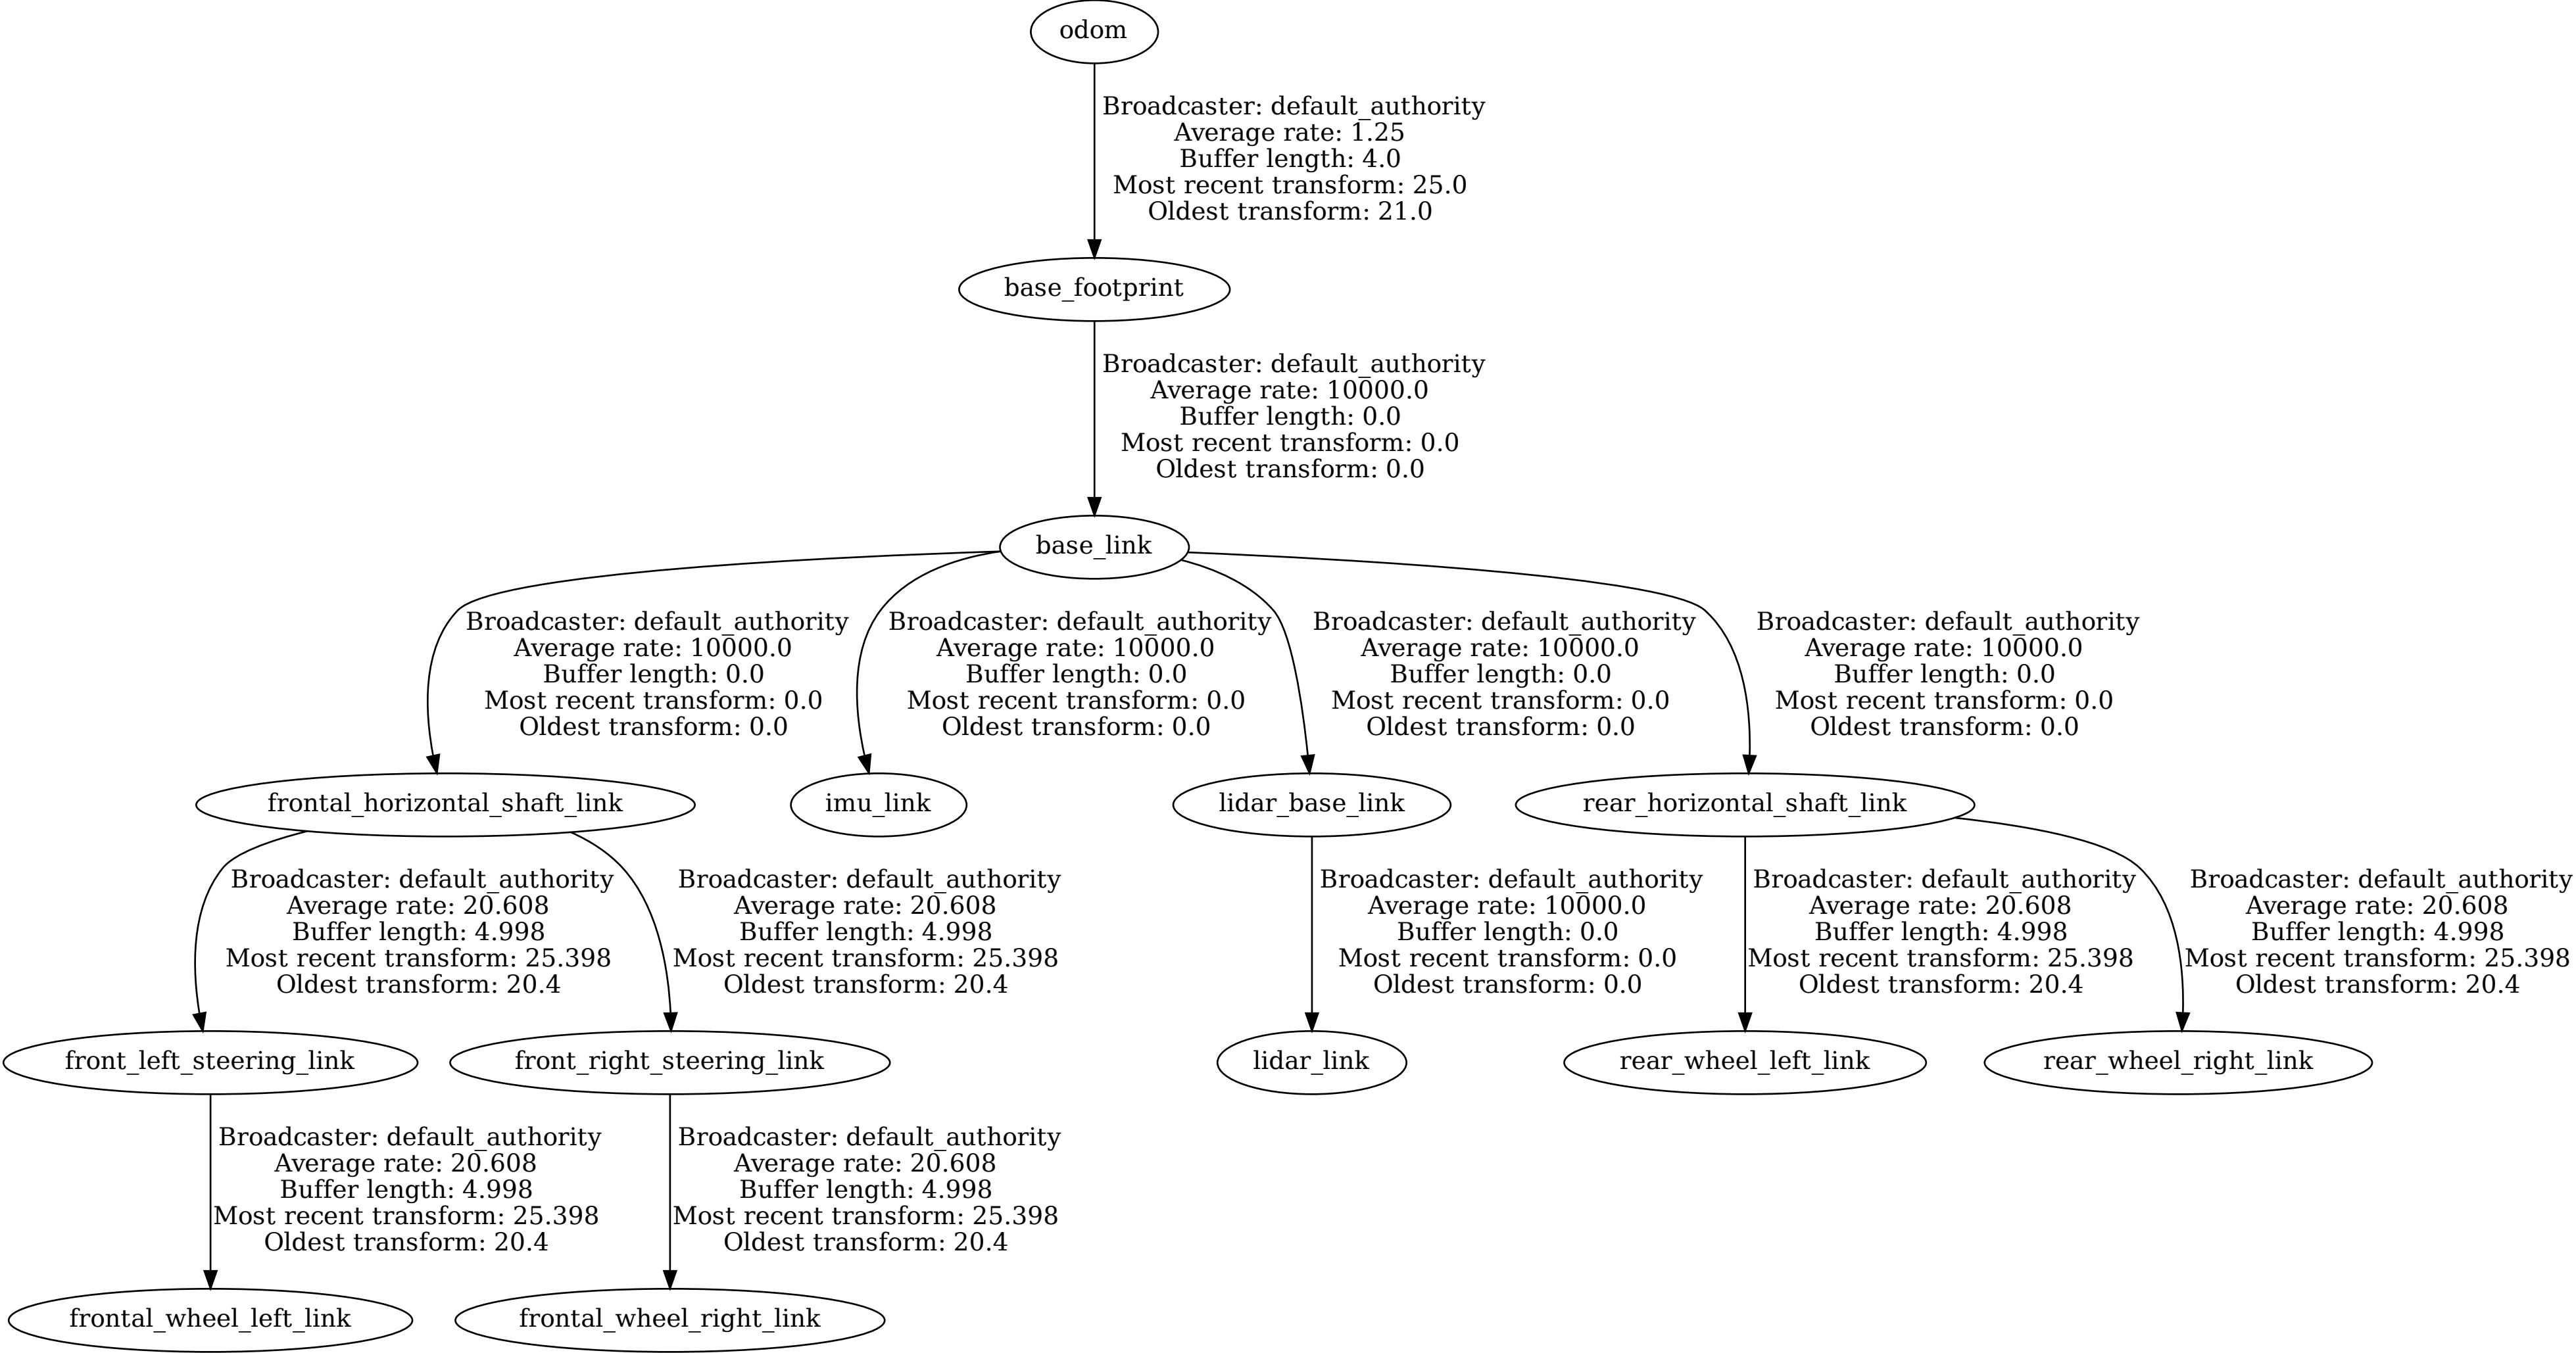 odom
Broadcaster: default_authority
Average rate: 1.25
Buffer length: 4.0
Most recent transform: 25.0
Oldest transform: 21.0
base_footprint
Broadcaster: default_authority
Average rate: 10000.0
Buffer length: 0.0
Most recent transform: 0.0
Oldest transform: 0.0
base_link
Broadcaster: default_authority
Average rate: 10000.0
Buffer length: 0.0
Most recent transform: 0.0
Oldest transform: 0.0
Broadcaster: default_authority
Average rate: 10000.0
Buffer length: 0.0
Most recent transform: 0.0
Oldest transform: 0.0
Broadcaster: default_authority
Average rate: 10000.0
Buffer length: 0.0
Most recent transform: 0.0
Oldest transform: 0.0
Broadcaster: default_authority
Average rate: 10000.0
Buffer length: 0.0
Most recent transform: 0.0
Oldest transform: 0.0
frontal_horizontal_shaft_link
imu_link
lidar_base_link
rear_horizontal_shaft_link
Broadcaster: default_authority
Average rate: 20.608
Buffer length: 4.998
Most recent transform: 25.398
Oldest transform: 20.4
Broadcaster: default_authority
Average rate: 20.608
Buffer length: 4.998
Most recent transform: 25.398
Oldest transform: 20.4
Broadcaster: default_authority
Average rate: 10000.0
Buffer length: 0.0
Most recent transform: 0.0
Oldest transform: 0.0
Broadcaster: default_authority
Average rate: 20.608
Buffer length: 4.998
Most recent transform: 25.398
Oldest transform: 20.4
Broadcaster: default_authority
Average rate: 20.608
Buffer length: 4.998
Most recent transform: 25.398
Oldest transform: 20.4
front_left_steering_link
front_right_steering_link
lidar_link
rear_wheel_left_link
rear_wheel_right_link
Broadcaster: default_authority
Average rate: 20.608
Buffer length: 4.998
Most recent transform: 25.398
Oldest transform: 20.4
Broadcaster: default_authority
Average rate: 20.608
Buffer length: 4.998
Most recent transform: 25.398
Oldest transform: 20.4
frontal_wheel_left_link
frontal_wheel_right_link